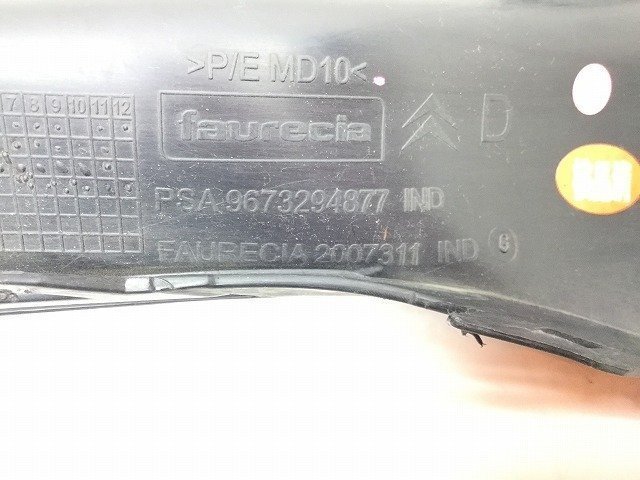 >P/E MD10<
7 8 9 10 11 12
faurecia
D
PSA 9673294877 IND
FAURECIA 2007311 IND G